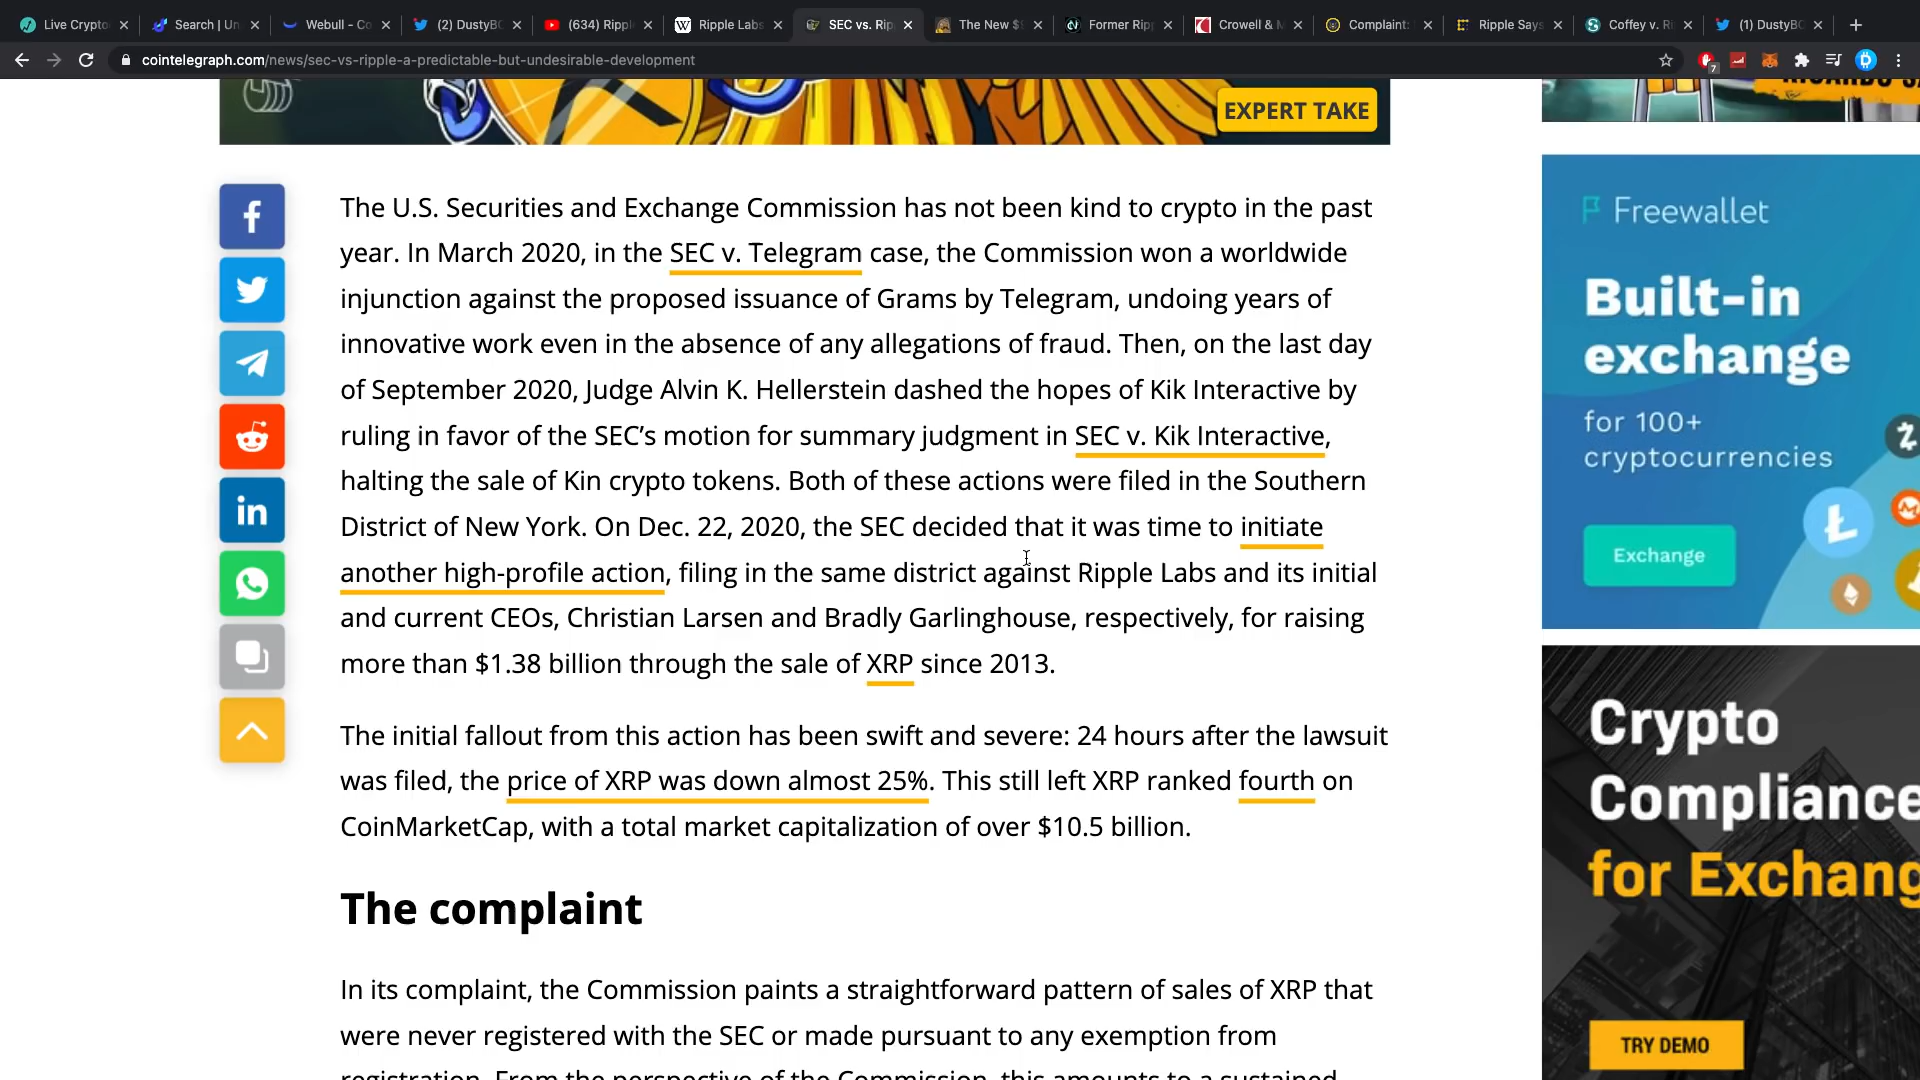 Live Crypto
Search | Un
Webull - Co
(2) DustyBC
(634) Ripple
Ripple Labs
SEC vs. Rip
The New $
Former Rip
Crowell & M
Complaint:
Ripple Says
Coffey v. Ri
(1) DustyBC
cointelegraph.com/news/sec-vs-ripple-a-predictable-but-undesirable-development
7
EXPERT TAKE
The U.S. Securities and Exchange Commission has not been kind to crypto in the past
year. In March 2020, in the SEC v. Telegram case, the Commission won a worldwide
injunction against the proposed issuance of Grams by Telegram, undoing years of
innovative work even in the absence of any allegations of fraud. Then, on the last day
of September 2020, Judge Alvin K. Hellerstein dashed the hopes of Kik Interactive by
ruling in favor of the SEC’s motion for summary judgment in SEC v. Kik Interactive,
halting the sale of Kin crypto tokens. Both of these actions were filed in the Southern
District of New York. On Dec. 22, 2020, the SEC decided that it was time to initiate
another high-profile action, filing in the same district against Ripple Labs and its initial
and current CEOs, Christian Larsen and Bradly Garlinghouse, respectively, for raising
more than $1.38 billion through the sale of XRP since 2013.
The initial fallout from this action has been swift and severe: 24 hours after the lawsuit
was filed, the price of XRP was down almost 25%. This still left XRP ranked fourth on
CoinMarketCap, with a total market capitalization of over $10.5 billion.
The complaint
In its complaint, the Commission paints a straightforward pattern of sales of XRP that
were never registered with the SEC or made pursuant to any exemption from
registration. From the perspective of the Commission, this amounts to a sustained
Freewallet
Built-in
exchange
for 100+
cryptocurrencies
Exchange
Crypto
Compliance
for Exchang
TRY DEMO